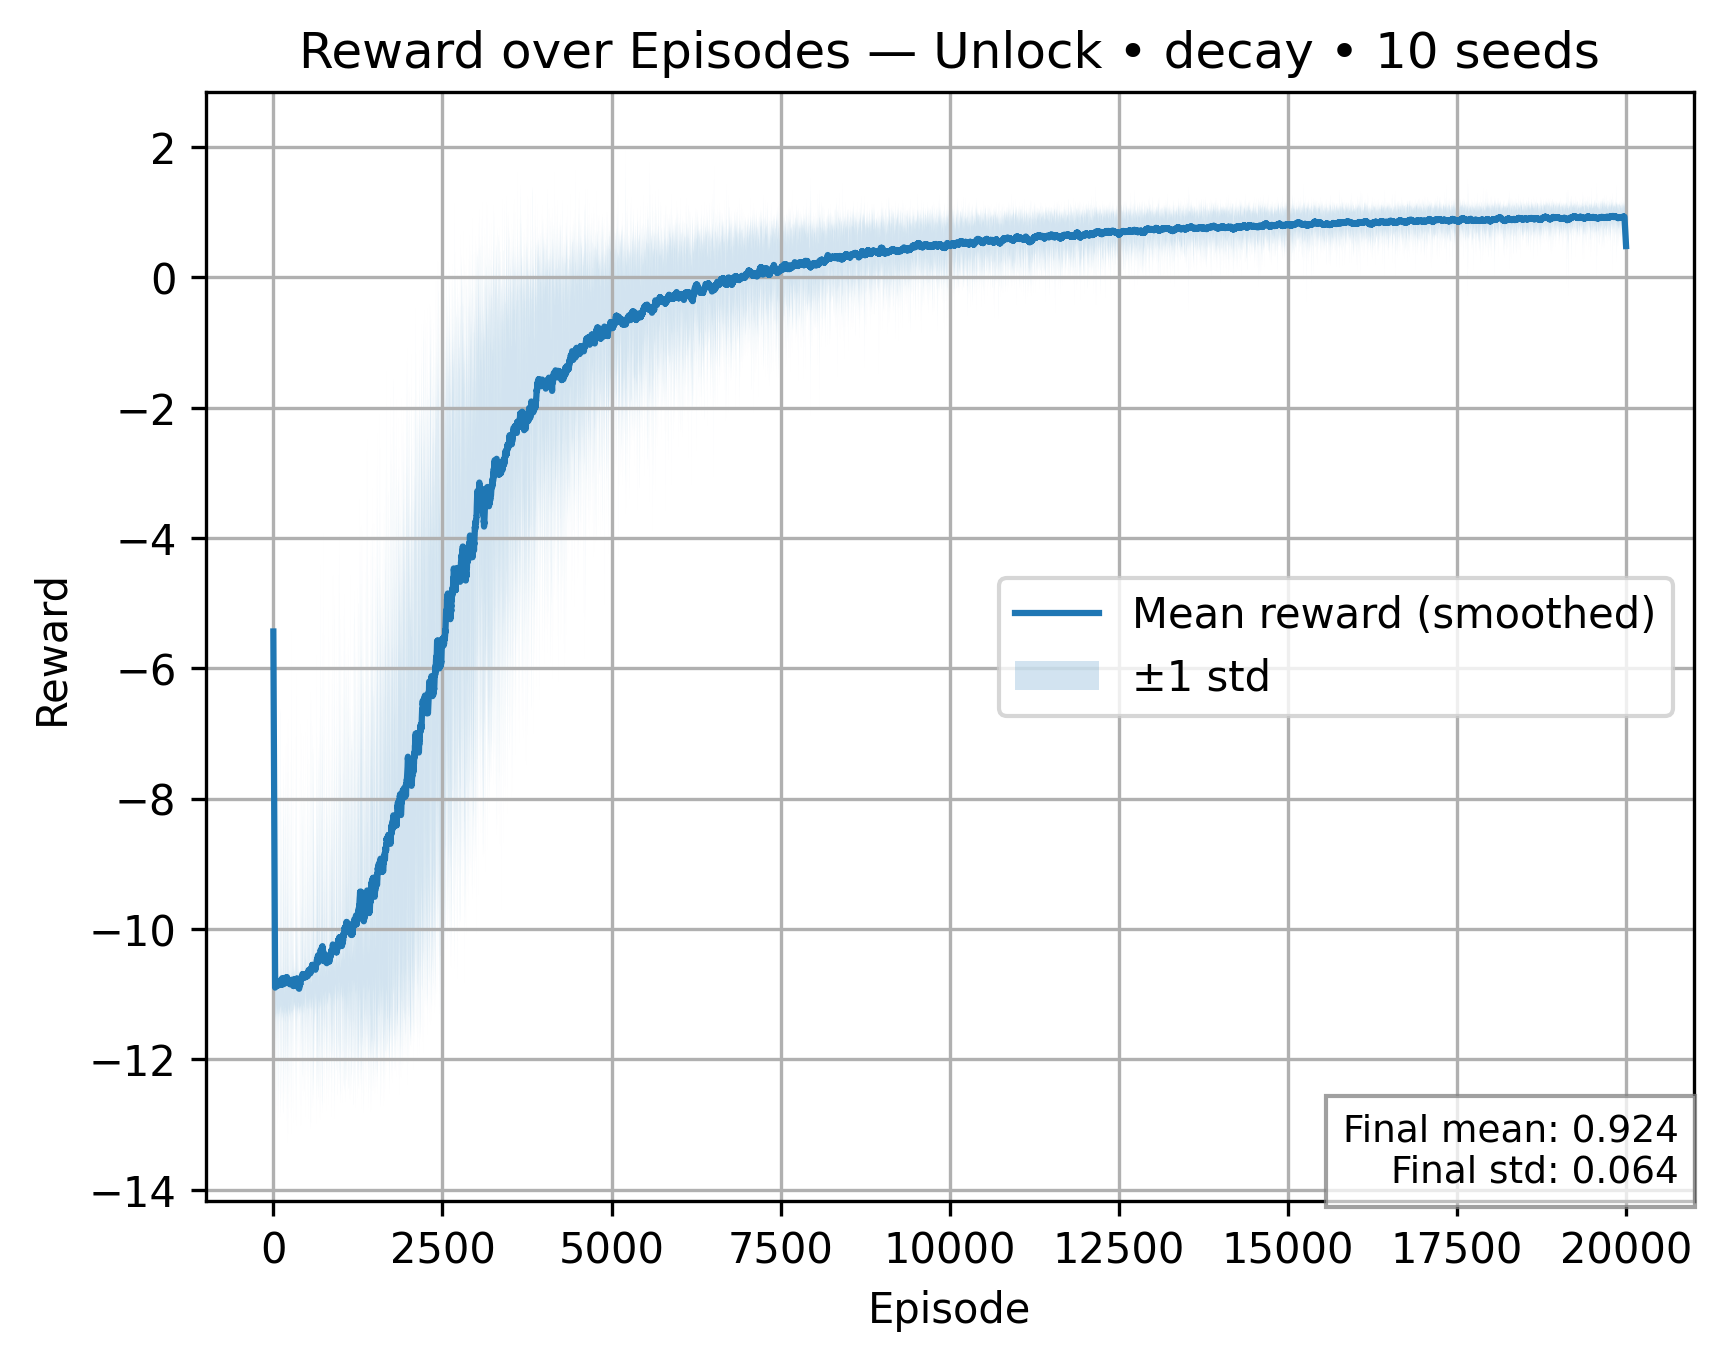 Reward over Episodes — Unlock • decay • 10 seeds
Reward
2
0
−2
−4
−6
−8
−10
−12
−14
Mean reward (smoothed)
±1 std
Final mean: 0.924
Final std: 0.064
0 2500 5000 7500 10000 12500 15000 17500 20000
Episode